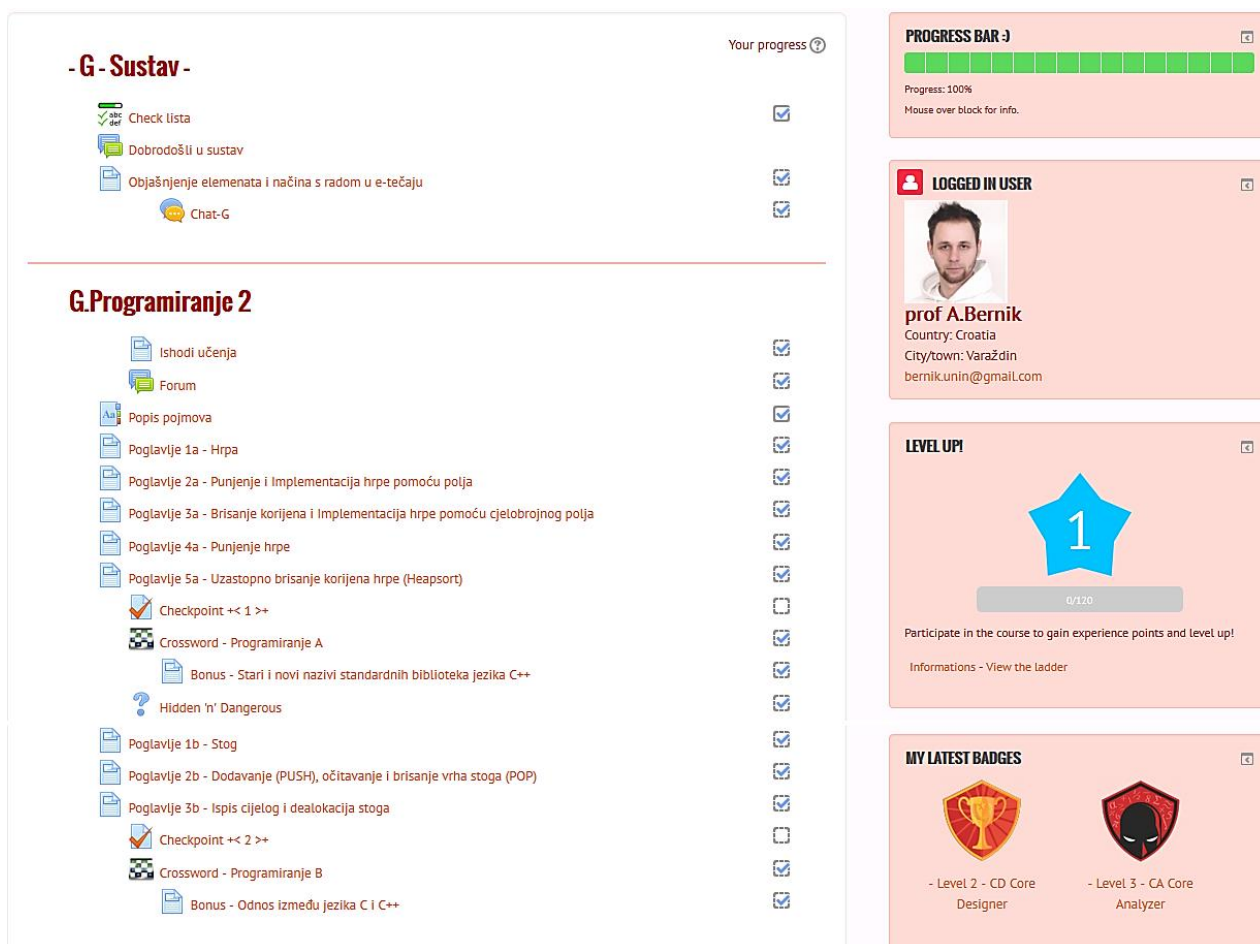 Your progress
- G - Sustav -
Check lista
Dobrodošli u sustav
Objašnjenje elemenata i načina s radom u e-tečaju
Chat-G
G.Programiranje 2
Ishodi učenja
Forum
Popis pojmova
Poglavlje 1a - Hrpa
Poglavlje 2a - Punjenje i Implementacija hrpe pomoću polja
Poglavlje 3a - Brisanje korijena i Implementacija hrpe pomoću cjelobrojnog polja
Poglavlje 4a - Punjenje hrpe
Poglavlje 5a - Uzastopno brisanje korijena hrpe (Heapsort)
Checkpoint +< 1 >+
Crossword - Programiranje A
Bonus - Stari i novi nazivi standardnih biblioteka jezika C++
Hidden 'n' Dangerous
Poglavlje 1b - Stog
Poglavlje 2b - Dodavanje (PUSH), očitavanje i brisanje vrha stoga (POP)
Poglavlje 3b - Ispis cijelog i dealokacija stoga
Checkpoint +< 2 >+
Crossword - Programiranje B
Bonus - Odnos između jezika C i C++
PROGRESS BAR :)
Progress: 100%
Mouse over block for info.
LOGGED IN USER
prof A.Bernik
Country: Croatia
City/town: Varaždin
bernik.unin@gmail.com
LEVEL UP!
1
0/120
Participate in the course to gain experience points and level up!
Informations - View the ladder
MY LATEST BADGES
- Level 2 - CD Core
Designer
- Level 3 - CA Core
Analyzer